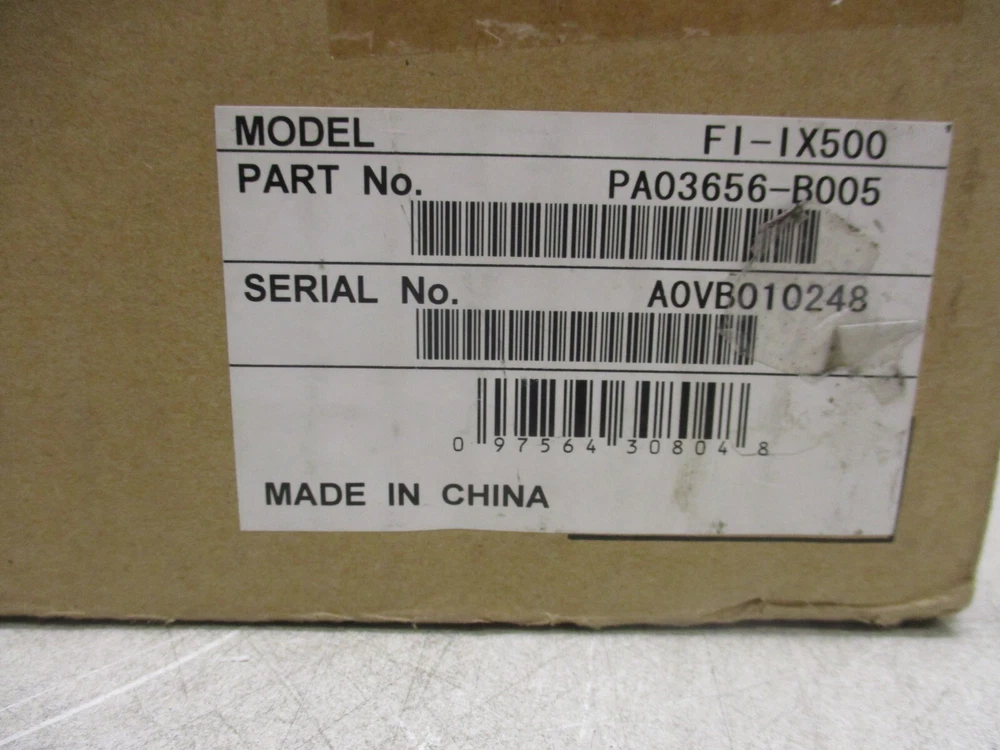 MODEL FI-IX500
PART No. PA03656-B005
SERIAL No. A0VB010248
0 97564 30804 8
MADE IN CHINA